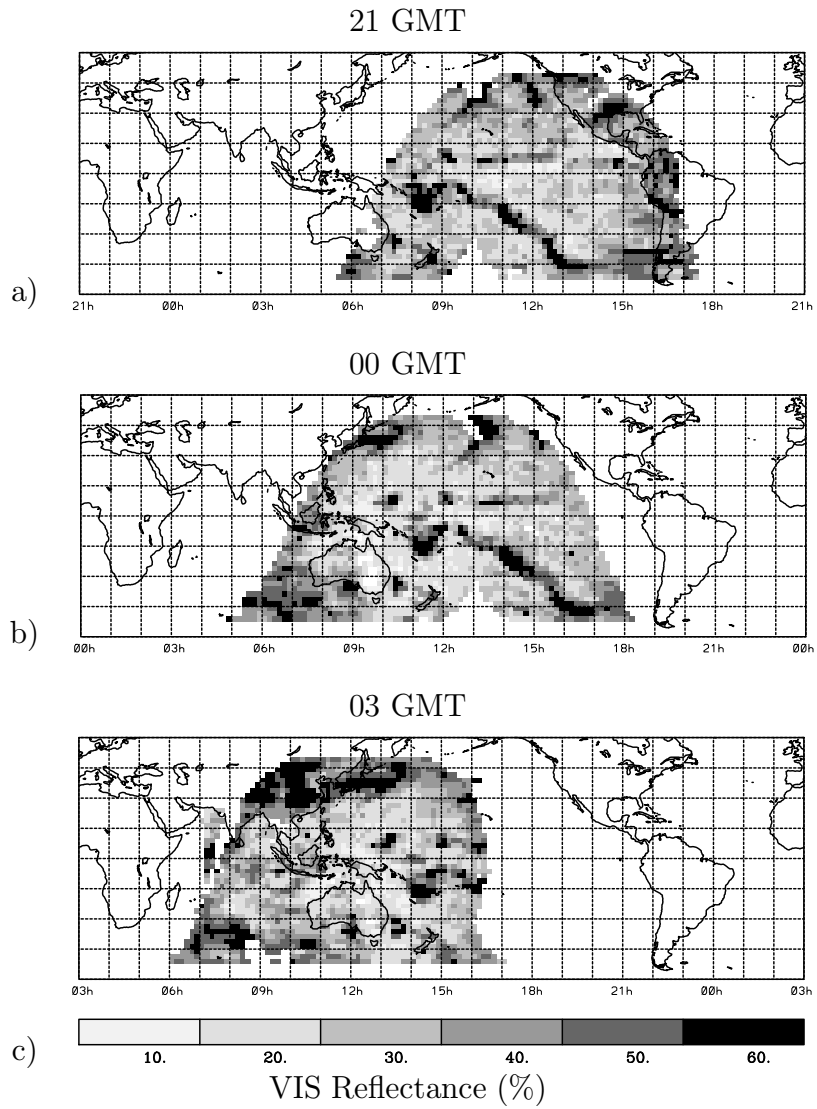 21 GMT
a)
21h 00h 03h 06h 09h 12h 15h 18h 21h
00 GMT
b)
00h 03h 06h 09h 12h 15h 18h 21h 00h
03 GMT
03h 06h 09h 12h 15h 18h 21h 00h 03h
c)
10. 20. 30. 40. 50. 60.
VIS Reflectance (%)